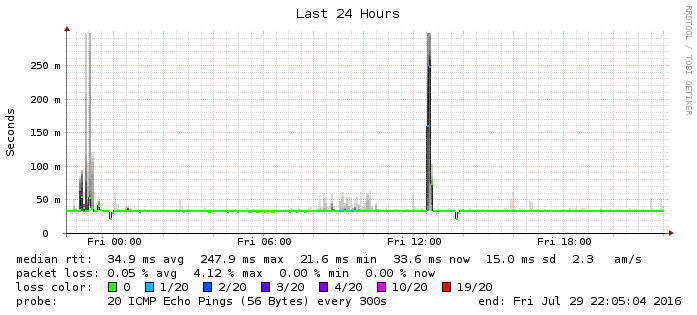 Last 24 Hours
RRDTOOL / TOBI OETIKER
Seconds
250 m
200 m
150 m
100 m
50 m
0
Fri 00:00 Fri 06:00 Fri 12:00 Fri 18:00
median rtt: 34.9 ms avg 247.9 ms max 21.6 ms min 33.6 ms now 15.0 ms sd 2.3 am/s
packet loss: 0.05 % avg 4.12 % max 0.00 % min 0.00 % now
loss color: 0 1/20 2/20 3/20 4/20 10/20 19/20
probe: 20 ICMP Echo Pings (56 Bytes) every 300s end: Fri Jul 29 22:05:04 2016